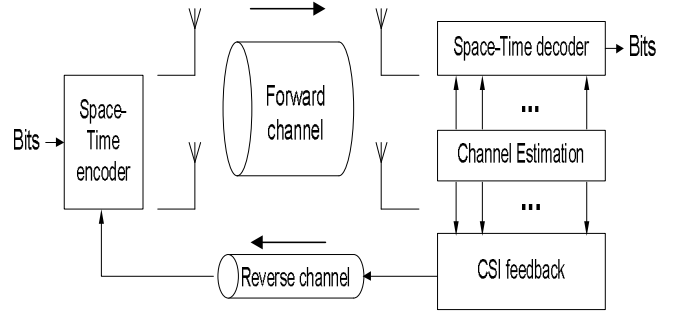 Space-Time decoder
Bits
Space-
Time
encoder
Bits
Forward
channel
...
Channel Estimation
...
CSI feedback
Reverse channel